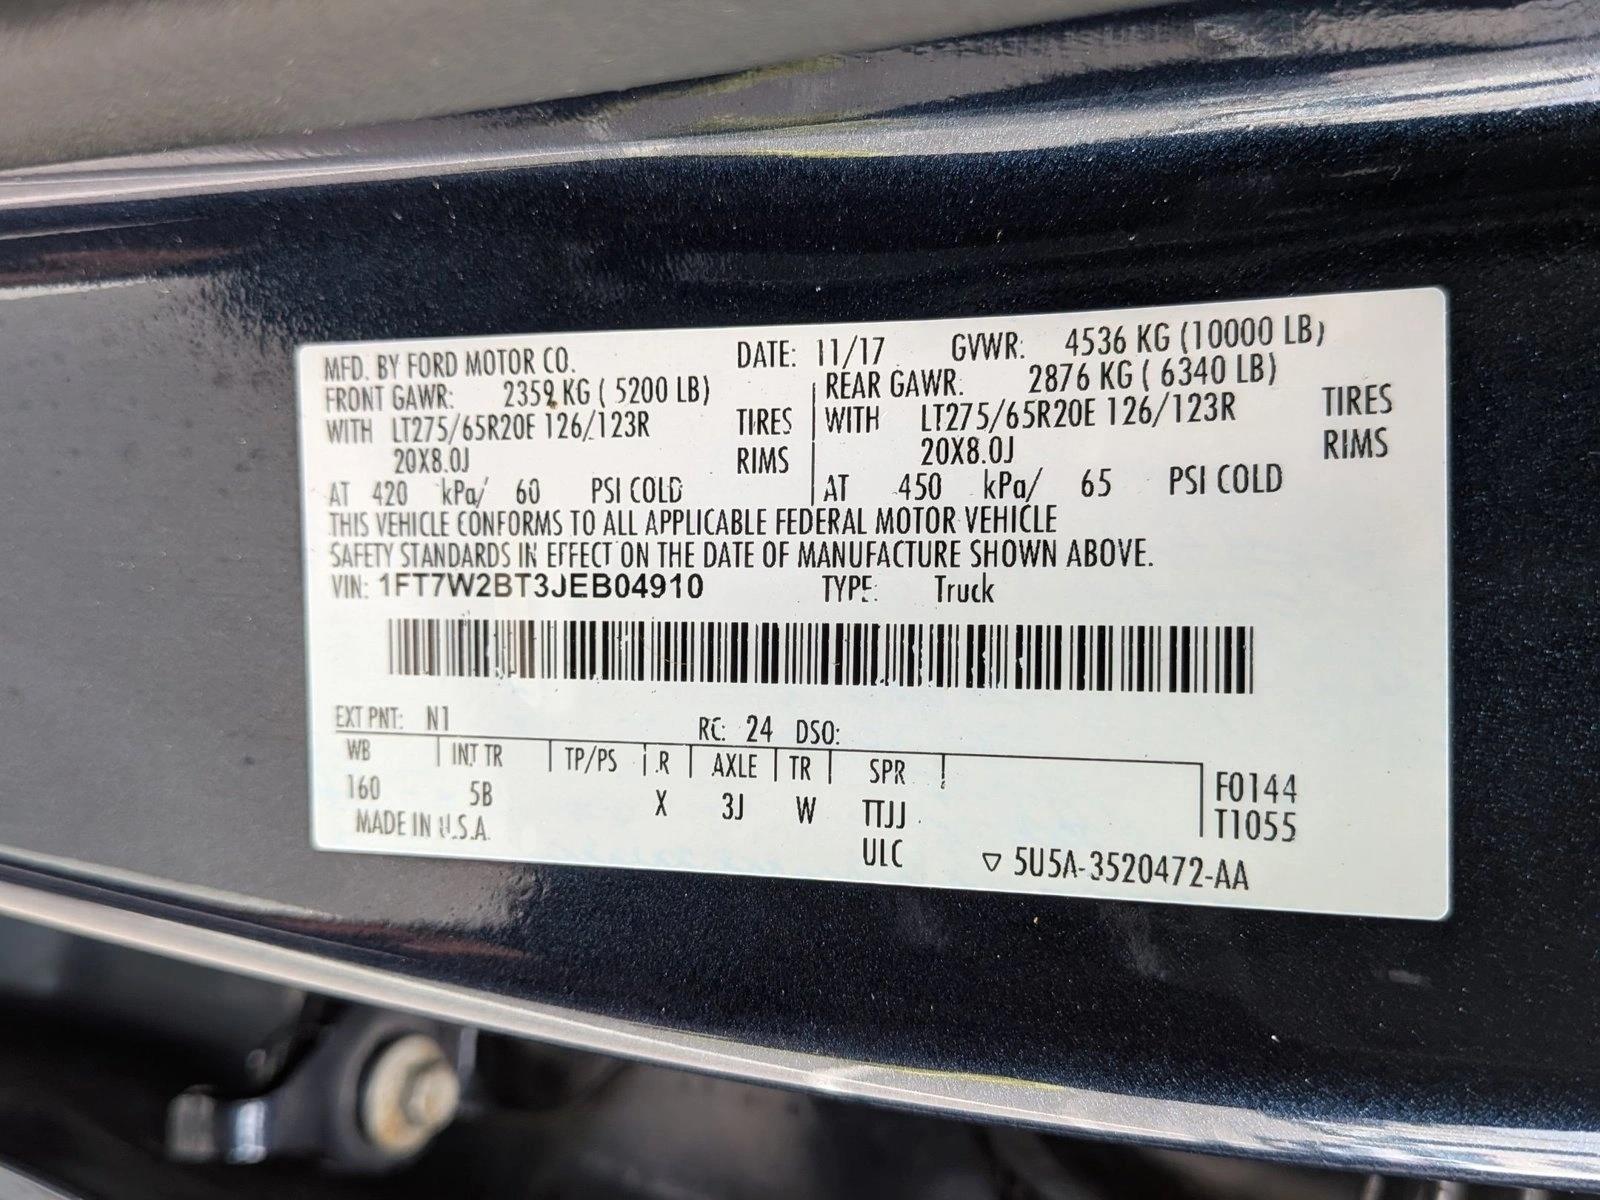 MFD. BY FORD MOTOR CO. DATE: 11/17 GVWR: 4536 KG (10000 LB)
FRONT GAWR: 2359 KG ( 5200 LB) REAR GAWR: 2876 KG ( 6340 LB)
WITH LT275/65R20E 126/123R TIRES WITH LT275/65R20E 126/123R TIRES
20X8.0J RIMS 20X8.0J RIMS
AT 420 kPa/ 60 PSI COLD AT 450 kPa/ 65 PSI COLD
THIS VEHICLE CONFORMS TO ALL APPLICABLE FEDERAL MOTOR VEHICLE
SAFETY STANDARDS IN EFFECT ON THE DATE OF MANUFACTURE SHOWN ABOVE.
VIN: 1FT7W2BT3JEB04910 TYPE: Truck
EXT PNT: N1 RC: 24 DSO:
WB INT TR TP/PS R AXLE TR SPR F0144
160 5B X 3J W TTJJ T1055
MADE IN U.S.A. ULC 5U5A-3520472-AA